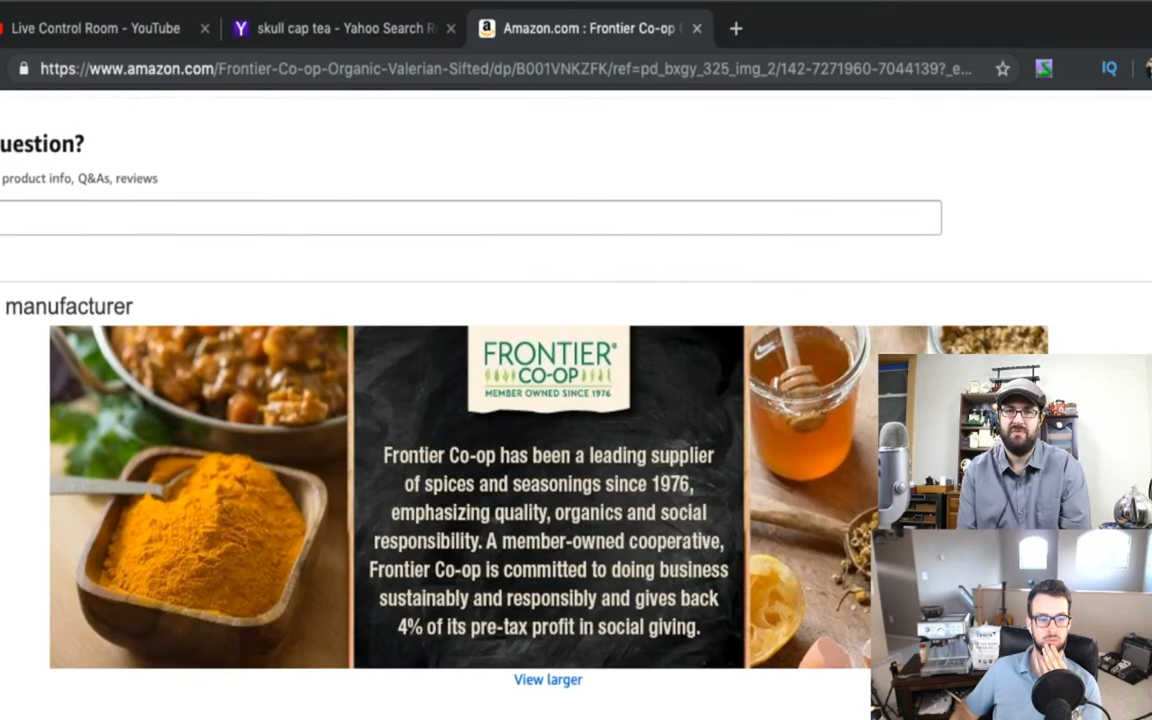 Live Control Room - YouTube
skull cap tea - Yahoo Search R
Amazon.com : Frontier Co-op
https://www.amazon.com/Frontier-Co-op-Organic-Valerian-Sifted/dp/B001VNKZFK/ref=pd_bxgy_325_img_2/142-7271960-7044139?_e...
IQ
uestion?
product info, Q&As, reviews
manufacturer
FRONTIER
CO-OP
MEMBER OWNED SINCE 1976
Frontier Co-op has been a leading supplier
of spices and seasonings since 1976,
emphasizing quality, organics and social
responsibility. A member-owned cooperative,
Frontier Co-op is committed to doing business
sustainably and responsibly and gives back
4% of its pre-tax profit in social giving.
View larger